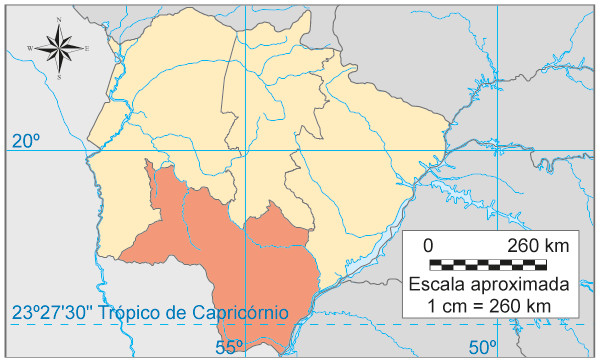 N
W E
S
20º
0 260 km
Escala aproximada
1 cm = 260 km
23º27'30" Trópico de Capricórnio
55º 50º